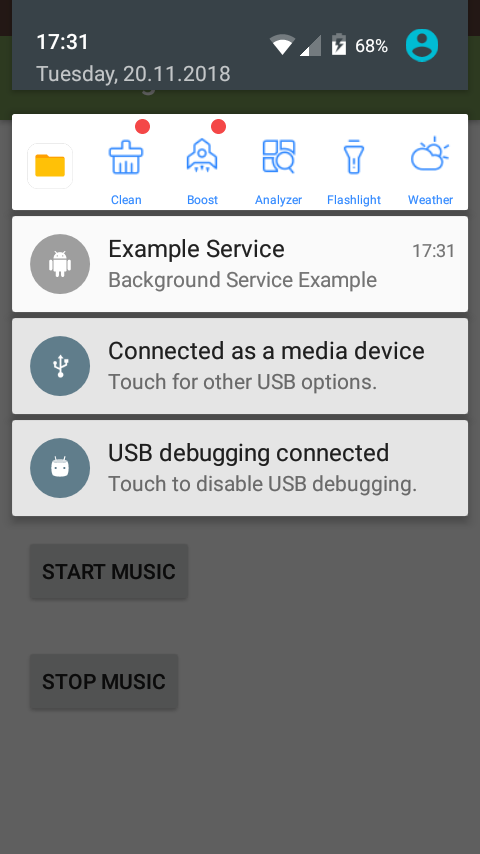 17:31
68%
Tuesday, 20.11.2018
Clean
Boost
Analyzer
Flashlight
Weather
Example Service
17:31
Background Service Example
Connected as a media device
Touch for other USB options.
USB debugging connected
Touch to disable USB debugging.
START MUSIC
STOP MUSIC